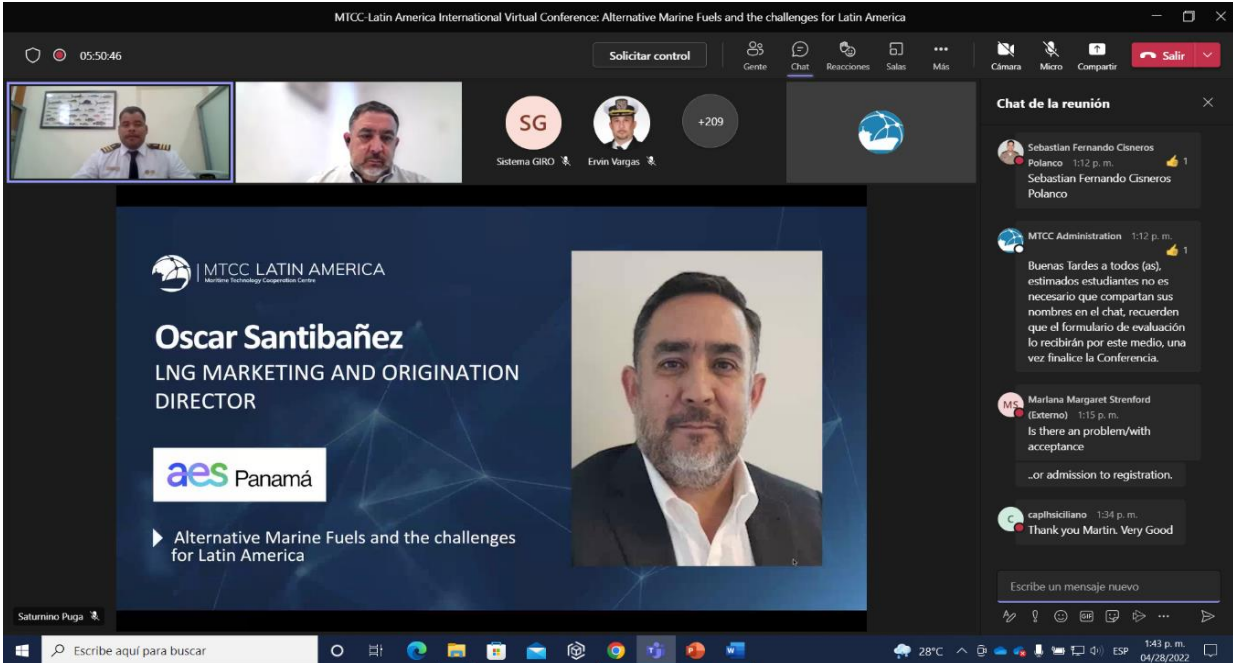 MTCC-Latin America International Virtual Conference: Alternative Marine Fuels and the challenges for Latin America
05:50:46
Solicitar control
Gente
Chat
Reacciones
Salas
Más
Cámara
Micro
Compartir
Salir
SG
Sistema GIRO
Ervin Vargas
+209
MTCC LATIN AMERICA
Maritime Technology Cooperation Centre
Oscar Santibañez
LNG MARKETING AND ORIGINATION
DIRECTOR
aes Panamá
Alternative Marine Fuels and the challenges
for Latin America
Saturnino Puga
Chat de la reunión
Sebastian Fernando Cisneros
Polanco 1:12 p. m.
1
Sebastian Fernando Cisneros
Polanco
MTCC Administration 1:12 p. m.
1
Buenas Tardes a todos (as),
estimados estudiantes no es
necesario que compartan sus
nombres en el chat, recuerden
que el formulario de evaluación
lo recibirán por este medio, una
vez finalice la Conferencia.
MS
Marlana Margaret Strenford
(Externo) 1:15 p. m.
Is there an problem/with
acceptance
..or admission to registration.
C
caplhsiciliano 1:34 p. m.
Thank you Martin. Very Good
Escribe un mensaje nuevo
GIF
Escribe aquí para buscar
28°C
ESP
1:43 p. m.
04/28/2022